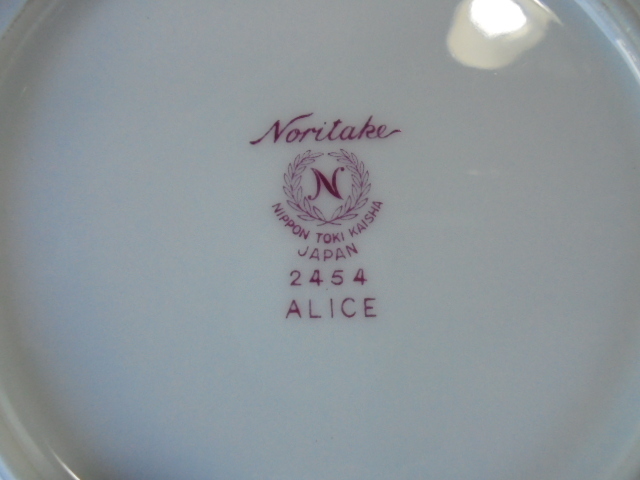 Noritake
N
NIPPON TOKI KAISHA
JAPAN
2454
ALICE